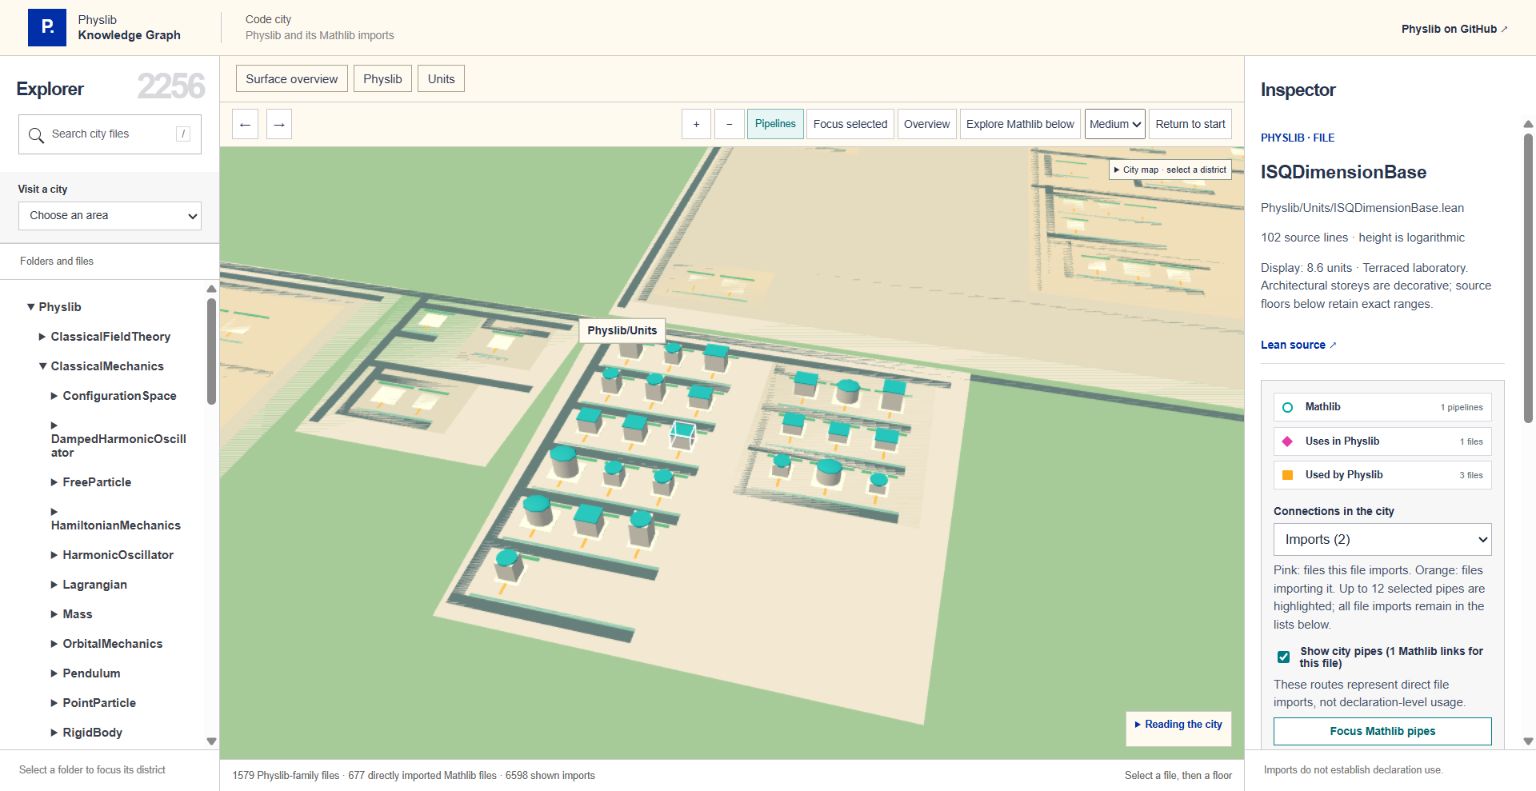 P.
Physlib
Knowledge Graph
Code city
Physlib and its Mathlib imports
Physlib on GitHub ↗
Explorer
2256
Search city files
/
Visit a city
Choose an area
Folders and files
▼ Physlib
▶ ClassicalFieldTheory
▼ ClassicalMechanics
▶ ConfigurationSpace
▶
DampedHarmonicOscill
ator
▶ FreeParticle
▶
HamiltonianMechanics
▶ HarmonicOscillator
▶ Lagrangian
▶ Mass
▶ OrbitalMechanics
▶ Pendulum
▶ PointParticle
▶ RigidBody
Select a folder to focus its district
Surface overview
Physlib
Units
←
→
+
−
Pipelines
Focus selected
Overview
Explore Mathlib below
Medium
Return to start
▶ City map · select a district
Physlib/Units
▶ Reading the city
1579 Physlib-family files · 677 directly imported Mathlib files · 6598 shown imports
Select a file, then a floor
Inspector
PHYSLIB · FILE
ISQDimensionBase
Physlib/Units/ISQDimensionBase.lean
102 source lines · height is logarithmic
Display: 8.6 units · Terraced laboratory.
Architectural storeys are decorative; source
floors below retain exact ranges.
Lean source ↗
Mathlib
1 pipelines
Uses in Physlib
1 files
Used by Physlib
3 files
Connections in the city
Imports (2)
Pink: files this file imports. Orange: files
importing it. Up to 12 selected pipes are
highlighted; all file imports remain in the
lists below.
Show city pipes (1 Mathlib links for
this file)
These routes represent direct file
imports, not declaration-level usage.
Focus Mathlib pipes
Imports do not establish declaration use.